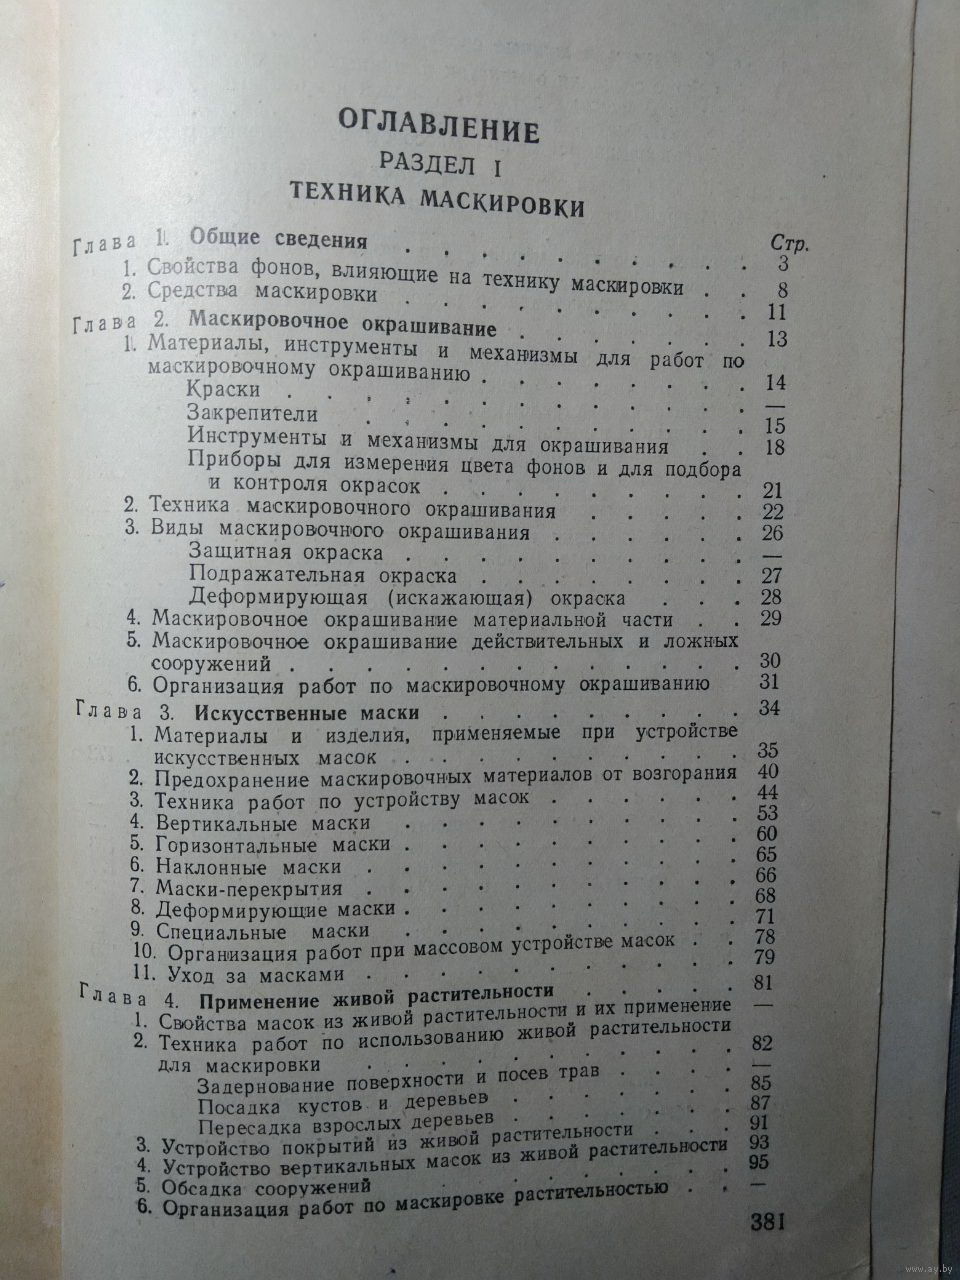 ОГЛАВЛЕНИЕ
РАЗДЕЛ I
ТЕХНИКА МАСКИРОВКИ
Стр.
Глава 1. Общие сведения . . . . . . . . . 3
1. Свойства фонов, влияющие на технику маскировки . . 8
2. Средства маскировки . . . . . . . . . 11
Глава 2. Маскировочное окрашивание . . . . . . 13
1. Материалы, инструменты и механизмы для работ по
маскировочному окрашиванию . . . . . . . 14
Краски . . . . . . . . . . . . —
Закрепители . . . . . . . . . . 15
Инструменты и механизмы для окрашивания . . 18
Приборы для измерения цвета фонов и для подбора
и контроля окрасок . . . . . . . . 21
2. Техника маскировочного окрашивания . . . . . 22
3. Виды маскировочного окрашивания . . . . . . 26
Защитная окраска . . . . . . . . . —
Подражательная окраска . . . . . . . 27
Деформирующая (искажающая) окраска . . . 28
4. Маскировочное окрашивание материальной части . . 29
5. Маскировочное окрашивание действительных и ложных
сооружений . . . . . . . . . . . . 30
6. Организация работ по маскировочному окрашиванию 31
Глава 3. Искусственные маски . . . . . . . . 34
1. Материалы и изделия, применяемые при устройстве
искусственных масок . . . . . . . . . 35
2. Предохранение маскировочных материалов от возгорания 40
3. Техника работ по устройству масок . . . . . . 44
4. Вертикальные маски . . . . . . . . . 53
5. Горизонтальные маски . . . . . . . . . 60
6. Наклонные маски . . . . . . . . . . 65
7. Маски-перекрытия . . . . . . . . . . 66
8. Деформирующие маски . . . . . . . . . 68
9. Специальные маски . . . . . . . . . 71
10. Организация работ при массовом устройстве масок . . 78
11. Уход за масками . . . . . . . . . . 79
Глава 4. Применение живой растительности . . . . . 81
1. Свойства масок из живой растительности и их применение —
2. Техника работ по использованию живой растительности
для маскировки . . . . . . . . . . 82
Задернование поверхности и посев трав . . . . —
Посадка кустов и деревьев . . . . . . 85
Пересадка взрослых деревьев . . . . . . 87
3. Устройство покрытий из живой растительности . . . 91
4. Устройство вертикальных масок из живой растительности 93
5. Обсадка сооружений . . . . . . . . . 95
6. Организация работ по маскировке растительностью . . —
381
www.ay.by